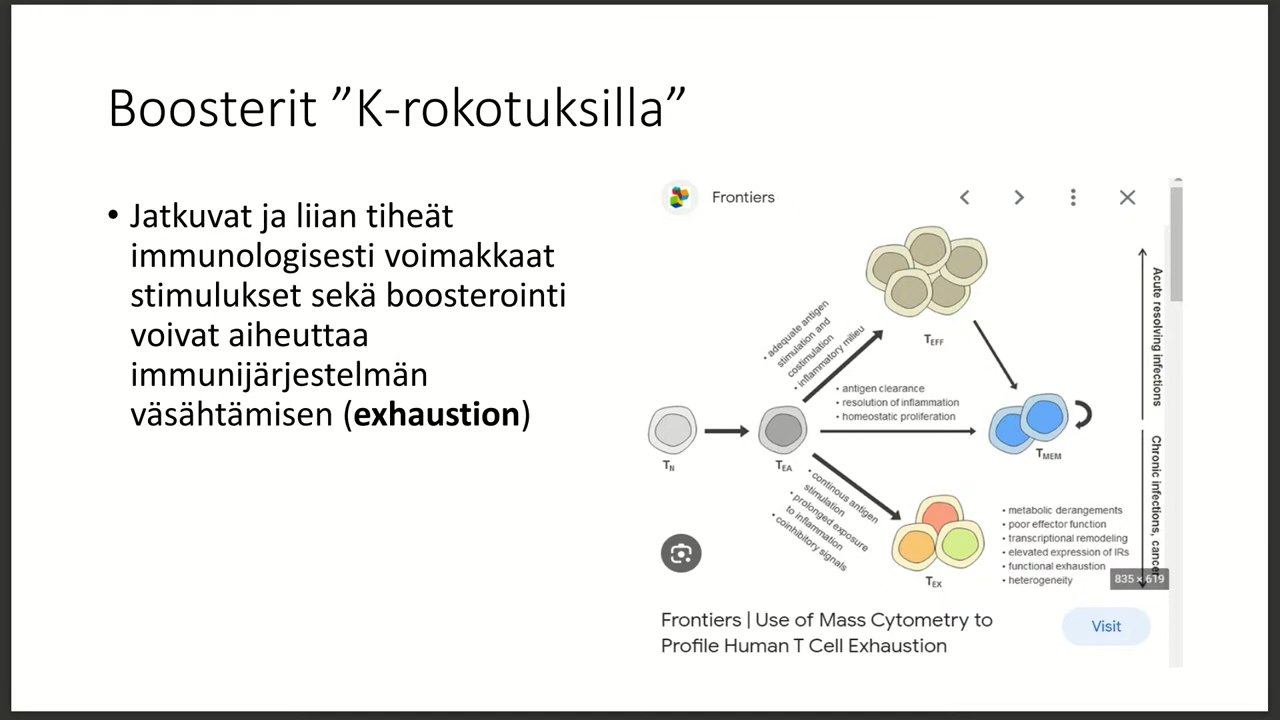 Boosterit ”K-rokotuksilla”
• Jatkuvat ja liian tiheät
immunologisesti voimakkaat
stimulukset sekä boosterointi
voivat aiheuttaa
immunijärjestelmän
väsähtämisen (exhaustion)
Frontiers
• adequate antigen
stimulation and
costimulation
• inflammatory milieu
TEFF
• antigen clearance
• resolution of inflammation
• homeostatic proliferation
TN
TEA
TMEM
• continous antigen
stimulation
• prolonged exposure
to inflammation
• coinhibitory signals
TEX
• metabolic derangements
• poor effector function
• transcriptional remodeling
• elevated expression of IRs
• functional exhaustion
• heterogeneity
Acute resolving infections
Chronic infections, cancer
835 × 619
Frontiers | Use of Mass Cytometry to
Profile Human T Cell Exhaustion
Visit